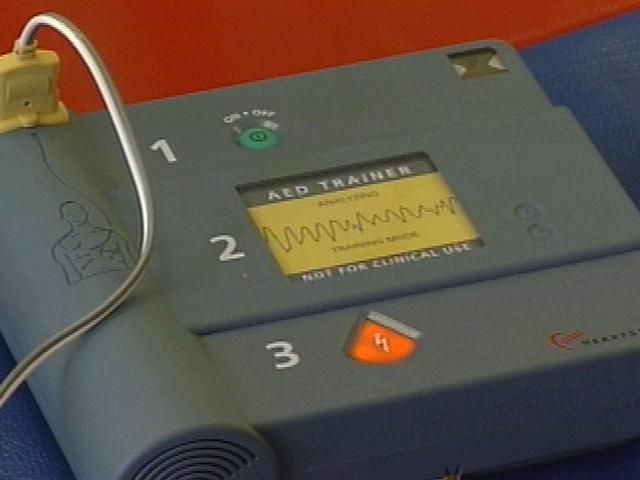 1
ON • OFF
AED TRAINER
ANALYZING
2
TRAINING MODE
NOT FOR CLINICAL USE
3